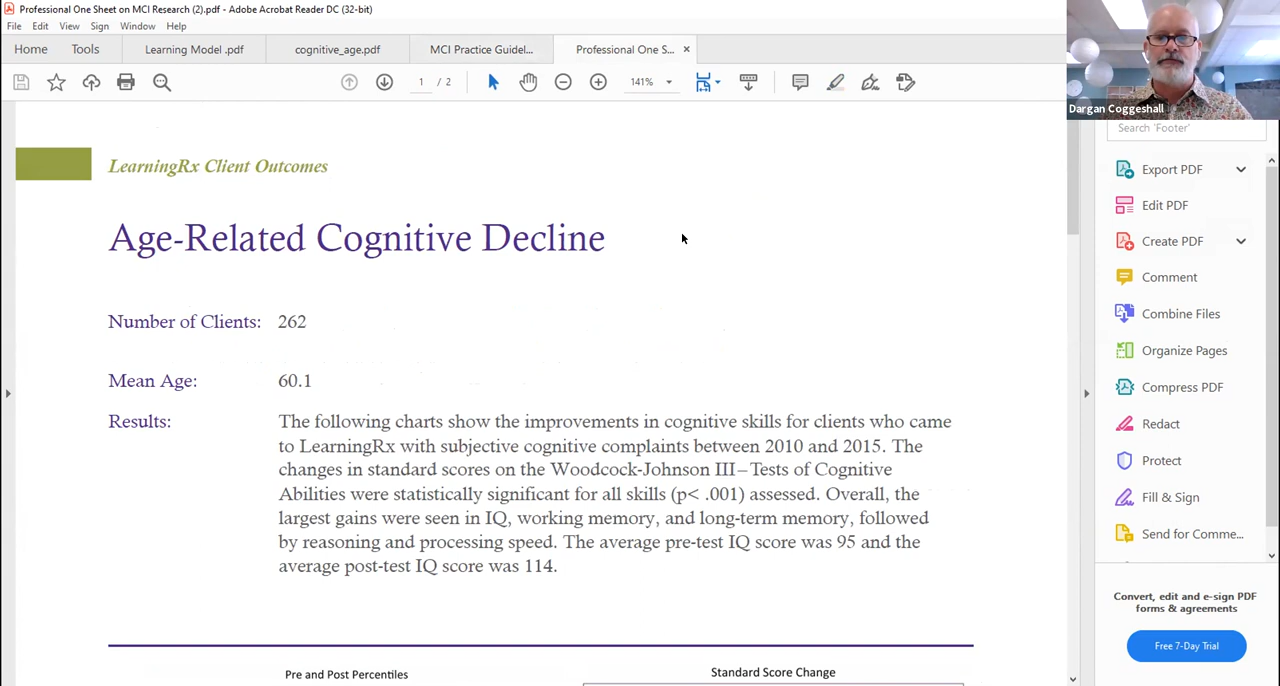 Professional One Sheet on MCI Research (2).pdf - Adobe Acrobat Reader DC (32-bit)
File Edit View Sign Window Help
Home Tools Learning Model .pdf cognitive_age.pdf MCI Practice Guidel... Professional One S... ×
1 / 2 141%
Dargan Coggeshall
Search 'Footer'
LearningRx Client Outcomes
Age-Related Cognitive Decline
Number of Clients: 262
Mean Age: 60.1
Results: The following charts show the improvements in cognitive skills for clients who came
to LearningRx with subjective cognitive complaints between 2010 and 2015. The
changes in standard scores on the Woodcock-Johnson III–Tests of Cognitive
Abilities were statistically significant for all skills (p< .001) assessed. Overall, the
largest gains were seen in IQ, working memory, and long-term memory, followed
by reasoning and processing speed. The average pre-test IQ score was 95 and the
average post-test IQ score was 114.
Pre and Post Percentiles
Standard Score Change
Export PDF
Edit PDF
Create PDF
Comment
Combine Files
Organize Pages
Compress PDF
Redact
Protect
Fill & Sign
Send for Comme...
Convert, edit and e-sign PDF
forms & agreements
Free 7-Day Trial